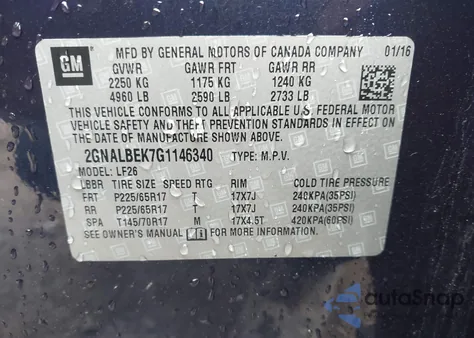 GM
MFD BY GENERAL MOTORS OF CANADA COMPANY 01/16
GVWR GAWR FRT GAWR RR
2250 KG 1175 KG 1240 KG
4960 LB 2590 LB 2733 LB
THIS VEHICLE CONFORMS TO ALL APPLICABLE U.S. FEDERAL MOTOR
VEHICLE SAFETY AND THEFT PREVENTION STANDARDS IN EFFECT ON
THE DATE OF MANUFACTURE SHOWN ABOVE.
2GNALBEK7G1146340 TYPE: M.P.V.
MODEL: LF26
LBBR TIRE SIZE SPEED RTG RIM COLD TIRE PRESSURE
FRT P225/65R17 T 17X7J 240KPA(35PSI)
RR P225/65R17 T 17X7J 240KPA(35PSI)
SPA T145/70R17 M 17X4.5T 420KPA(60PSI)
SEE OWNER'S MANUAL FOR MORE INFORMATION
autoSnap